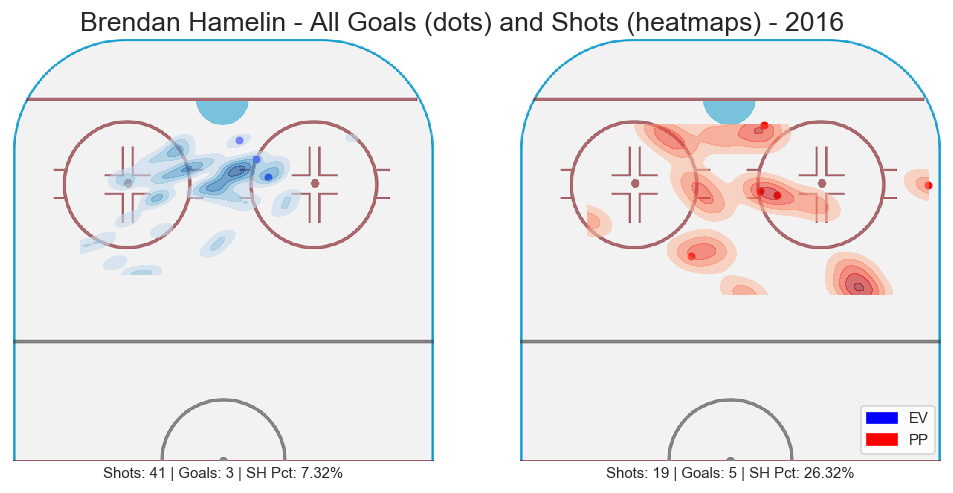 Brendan Hamelin - All Goals (dots) and Shots (heatmaps) - 2016
EV
PP
Shots: 41 | Goals: 3 | SH Pct: 7.32%
Shots: 19 | Goals: 5 | SH Pct: 26.32%